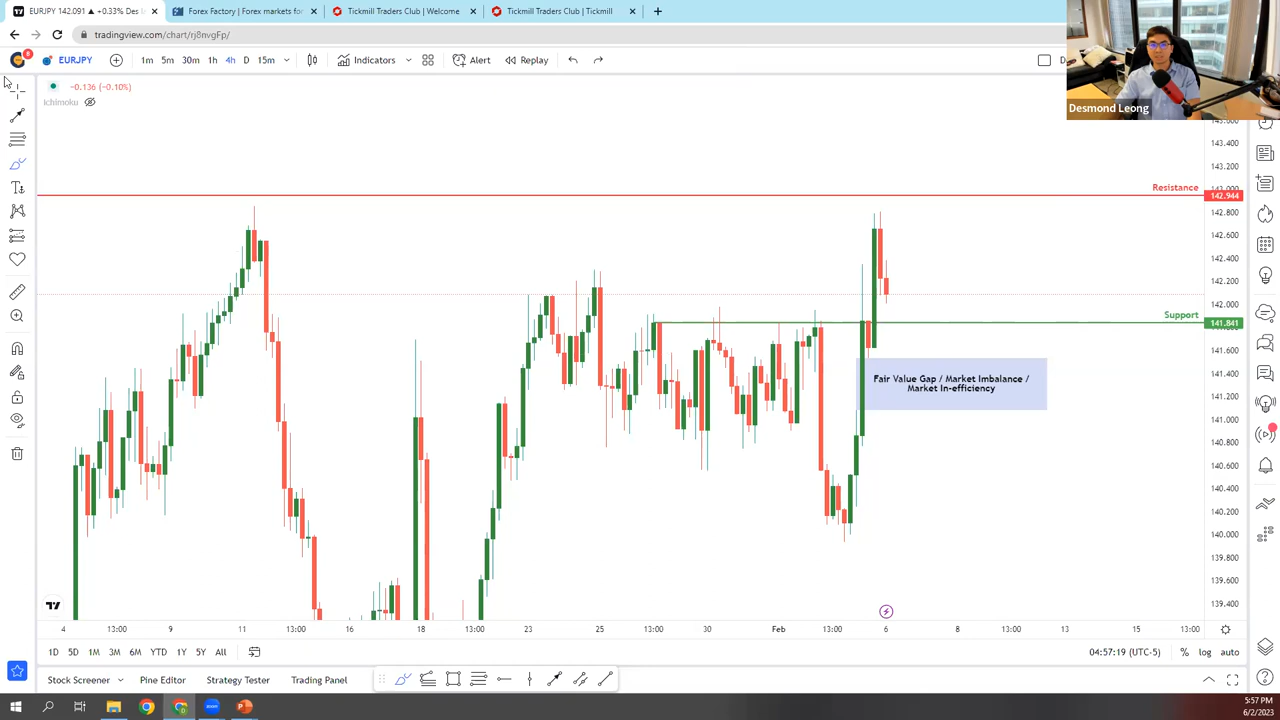 EURJPY 142.091 ▲ +0.33% Des l
Forex Factory | Forex markets fo
Tickmill Traders Club | Welcome
Tickmill Traders Club | Tickmill
tradingview.com/chart/rj8nvgFp/
8
EURJPY
1m 5m 30m 1h 4h D 15m
Indicators
Alert
Replay
D
−0.136 (−0.10%)
Ichimoku
Desmond Leong
143.400
143.200
Resistance
142.944
142.800
142.600
142.400
142.200
142.000
Support
141.841
141.600
141.400
141.200
141.000
140.800
140.600
140.400
140.200
140.000
139.800
139.600
139.400
Fair Value Gap / Market Imbalance /
Market In-efficiency
4 13:00 9 11 13:00 16 18 13:00 23 25 13:00 30 Feb 13:00 6 8 13:00 13 15 13:00
1D 5D 1M 3M 6M YTD 1Y 5Y All
04:57:19 (UTC-5) % log auto
Stock Screener Pine Editor Strategy Tester Trading Panel
5:57 PM
6/2/2023